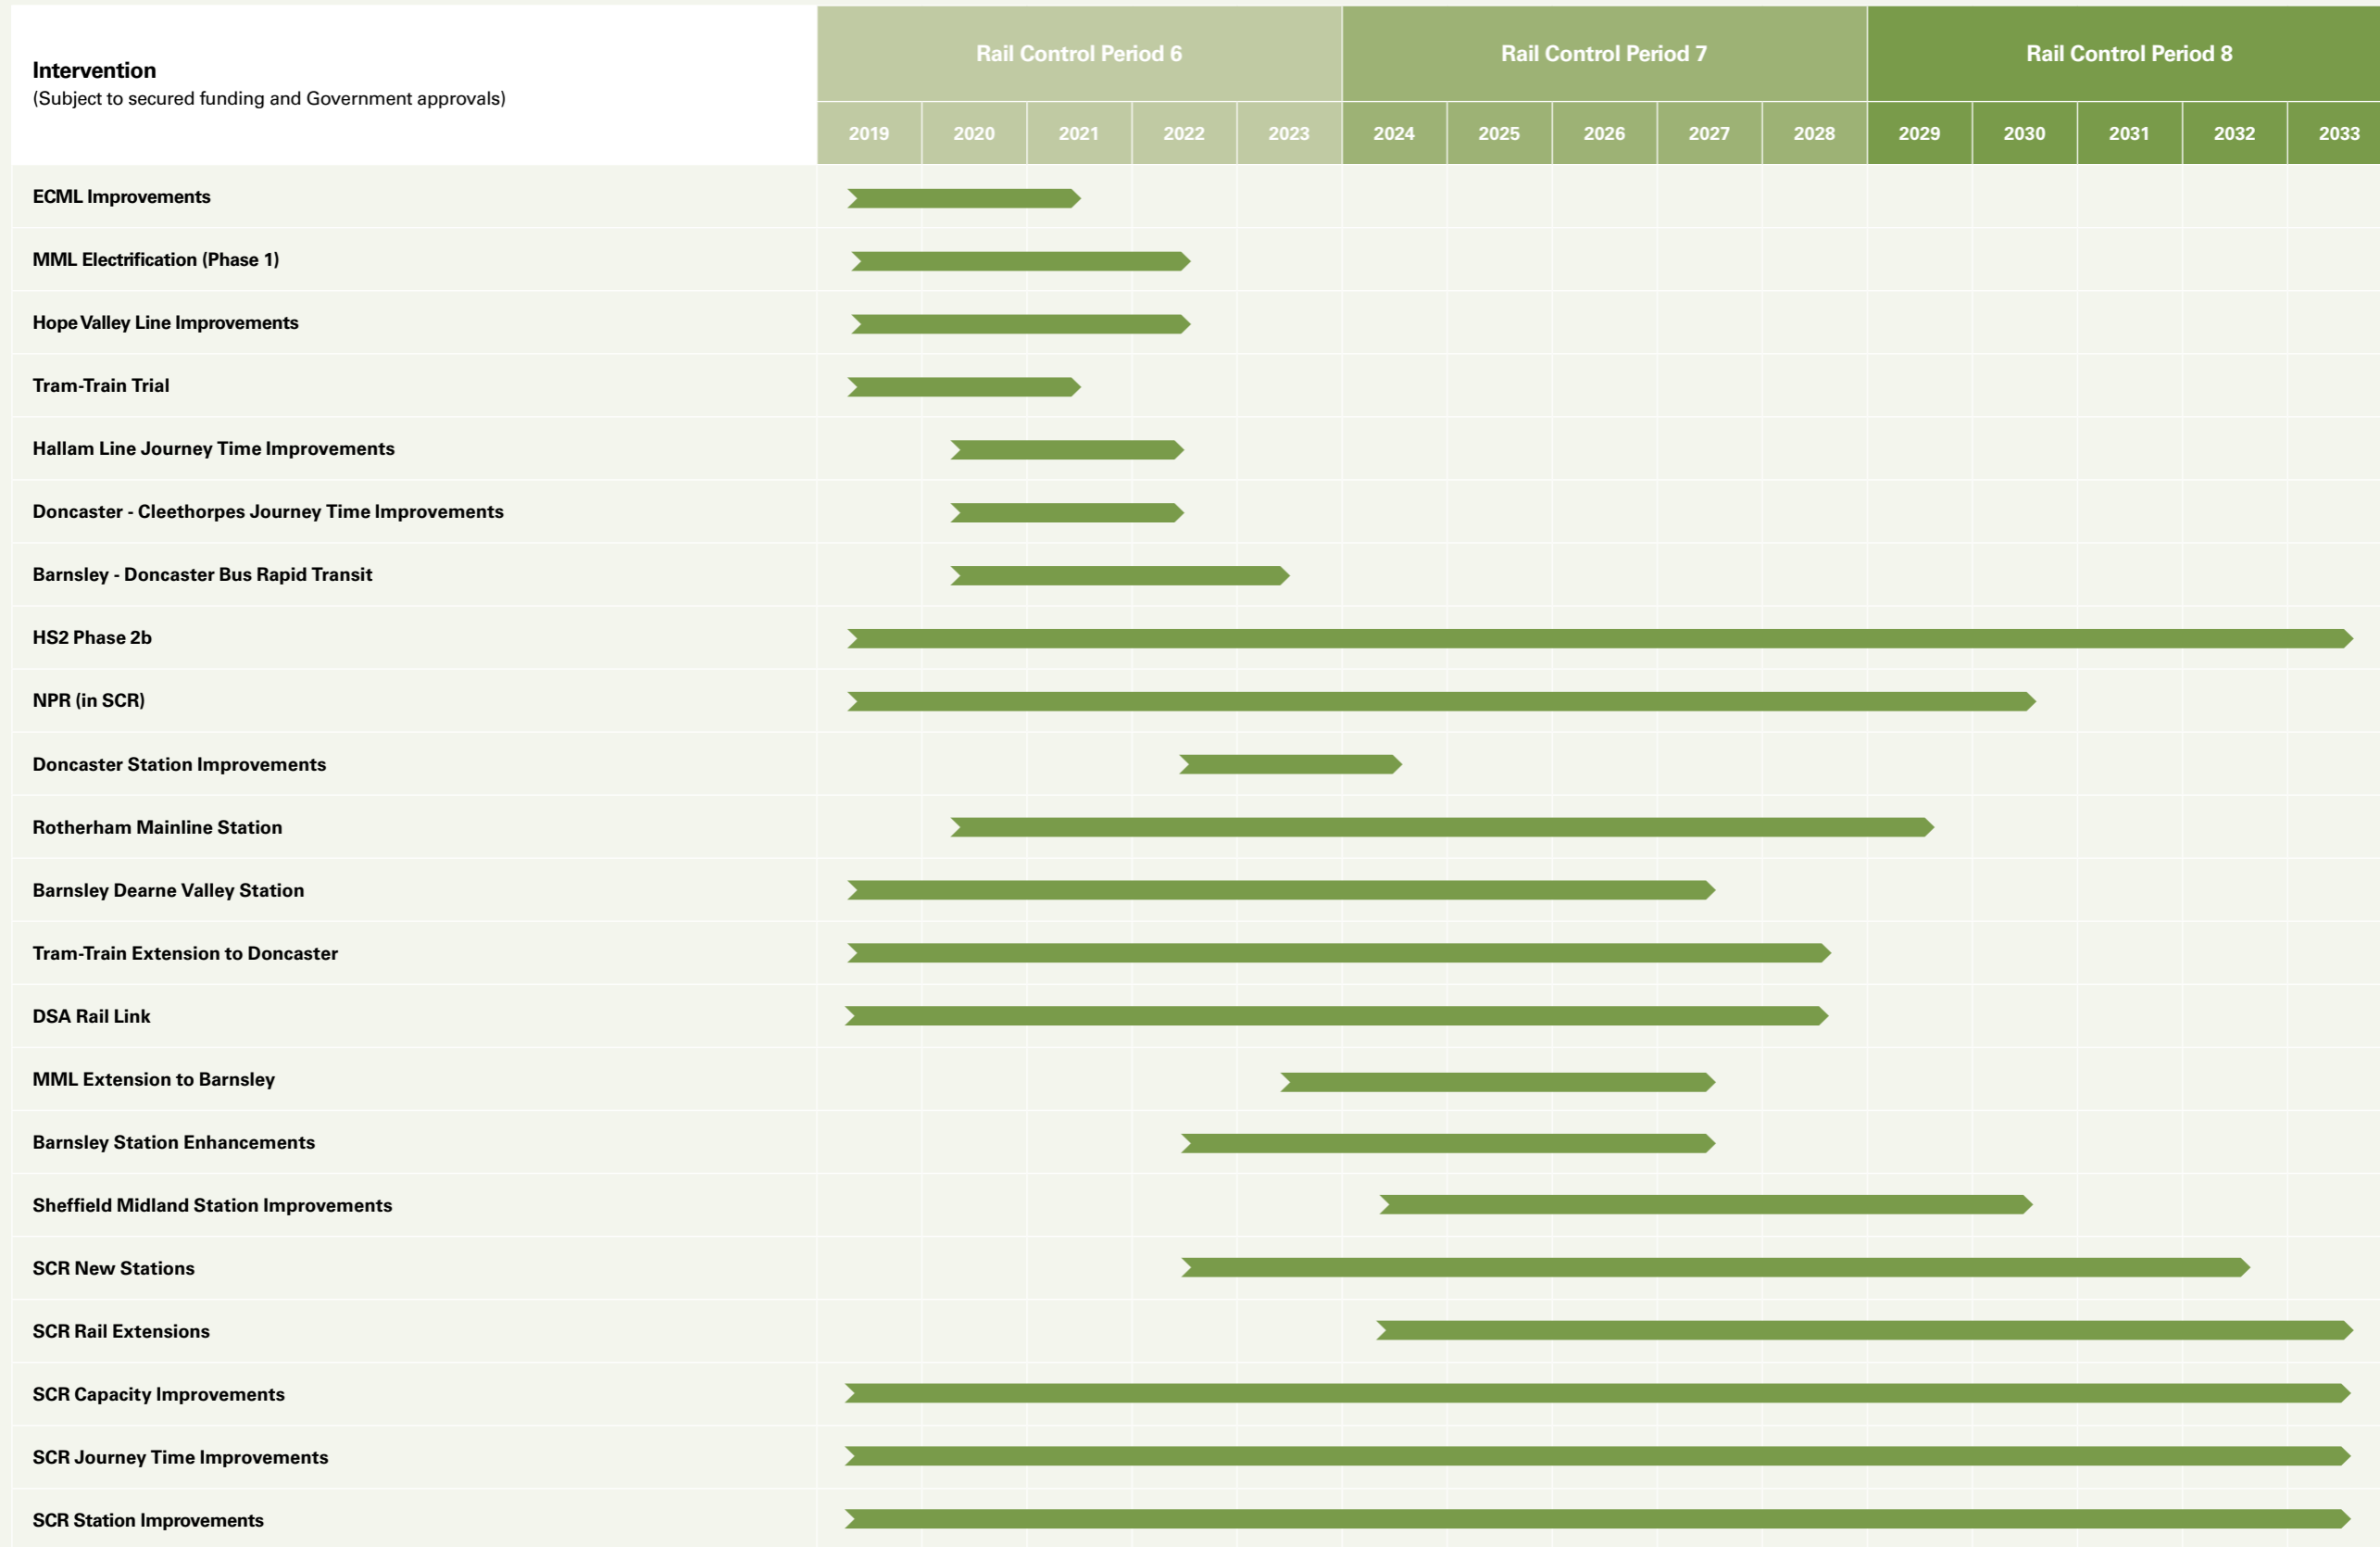 Intervention
(Subject to secured funding and Government approvals)
Rail Control Period 6
Rail Control Period 7
Rail Control Period 8
2019 2020 2021 2022 2023 2024 2025 2026 2027 2028 2029 2030 2031 2032 2033
ECML Improvements
MML Electrification (Phase 1)
Hope Valley Line Improvements
Tram-Train Trial
Hallam Line Journey Time Improvements
Doncaster - Cleethorpes Journey Time Improvements
Barnsley - Doncaster Bus Rapid Transit
HS2 Phase 2b
NPR (in SCR)
Doncaster Station Improvements
Rotherham Mainline Station
Barnsley Dearne Valley Station
Tram-Train Extension to Doncaster
DSA Rail Link
MML Extension to Barnsley
Barnsley Station Enhancements
Sheffield Midland Station Improvements
SCR New Stations
SCR Rail Extensions
SCR Capacity Improvements
SCR Journey Time Improvements
SCR Station Improvements